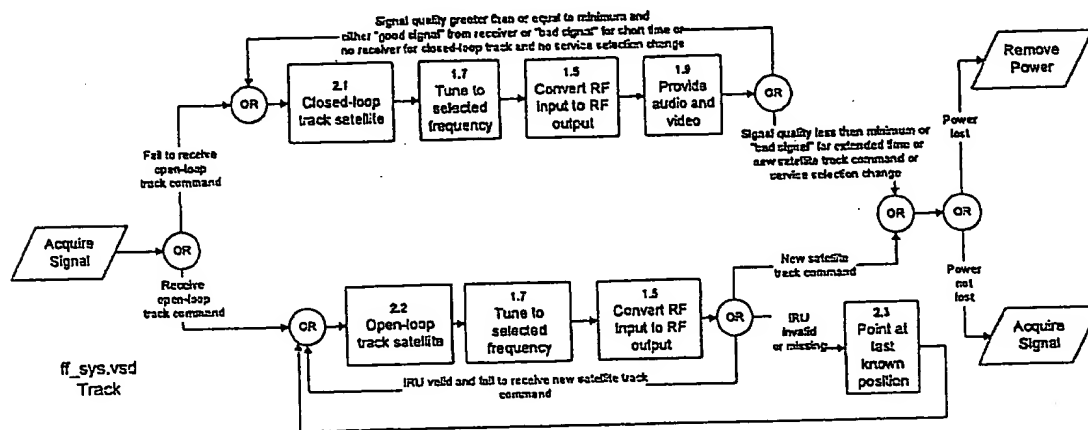 Signal quality greater than or equal to minimum and
either "good signal" from receiver or "bad signal" for short time or
no receiver for closed-loop track and no service selection change
OR
2.1
Closed-loop
track satellite
1.7
Tune to
selected
frequency
1.5
Convert RF
input to RF
output
1.9
Provide
audio and
video
OR
Remove
Power
Fail to receive
open-loop
track command
Signal quality less then minimum or
"bad signal" for extended time or
new satellite track command or
service selection change
Power
lost
Acquire
Signal
OR
OR
OR
Receive
open-loop
track command
New satellite
track command
Power
not
lost
OR
2.2
Open-loop
track satellite
1.7
Tune to
selected
frequency
1.5
Convert RF
input to RF
output
OR
IRU
invalid
or missing
2.3
Point at
last
known
position
Acquire
Signal
IRU valid and fail to receive new satellite track
command
ff_sys.vsd
Track